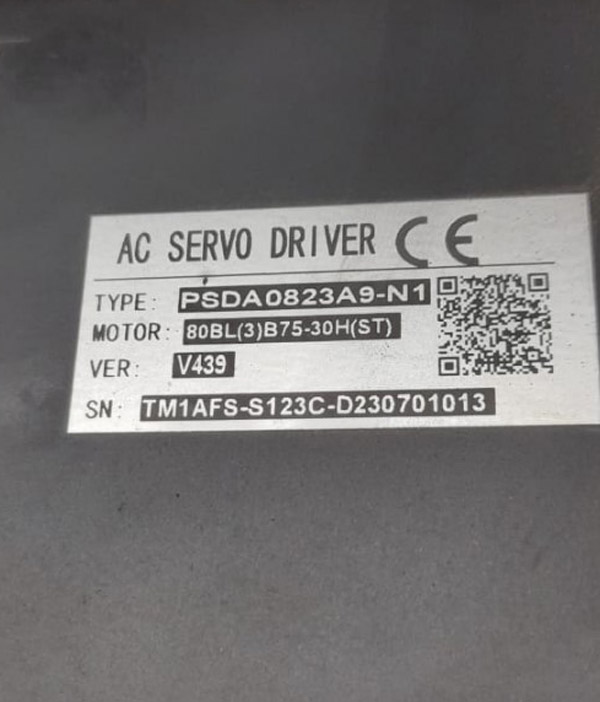 AC SERVO DRIVER CE
TYPE: PSDA0823A9-N1
MOTOR: 80BL(3)B75-30H(ST)
VER: V439
SN: TM1AFS-S123C-D230701013